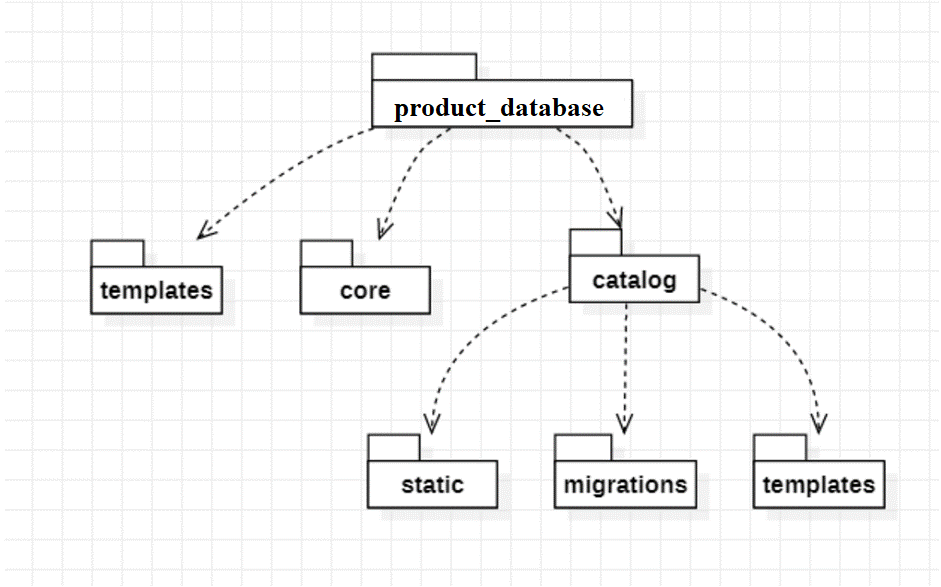 product_database
templates
core
catalog
static
migrations
templates